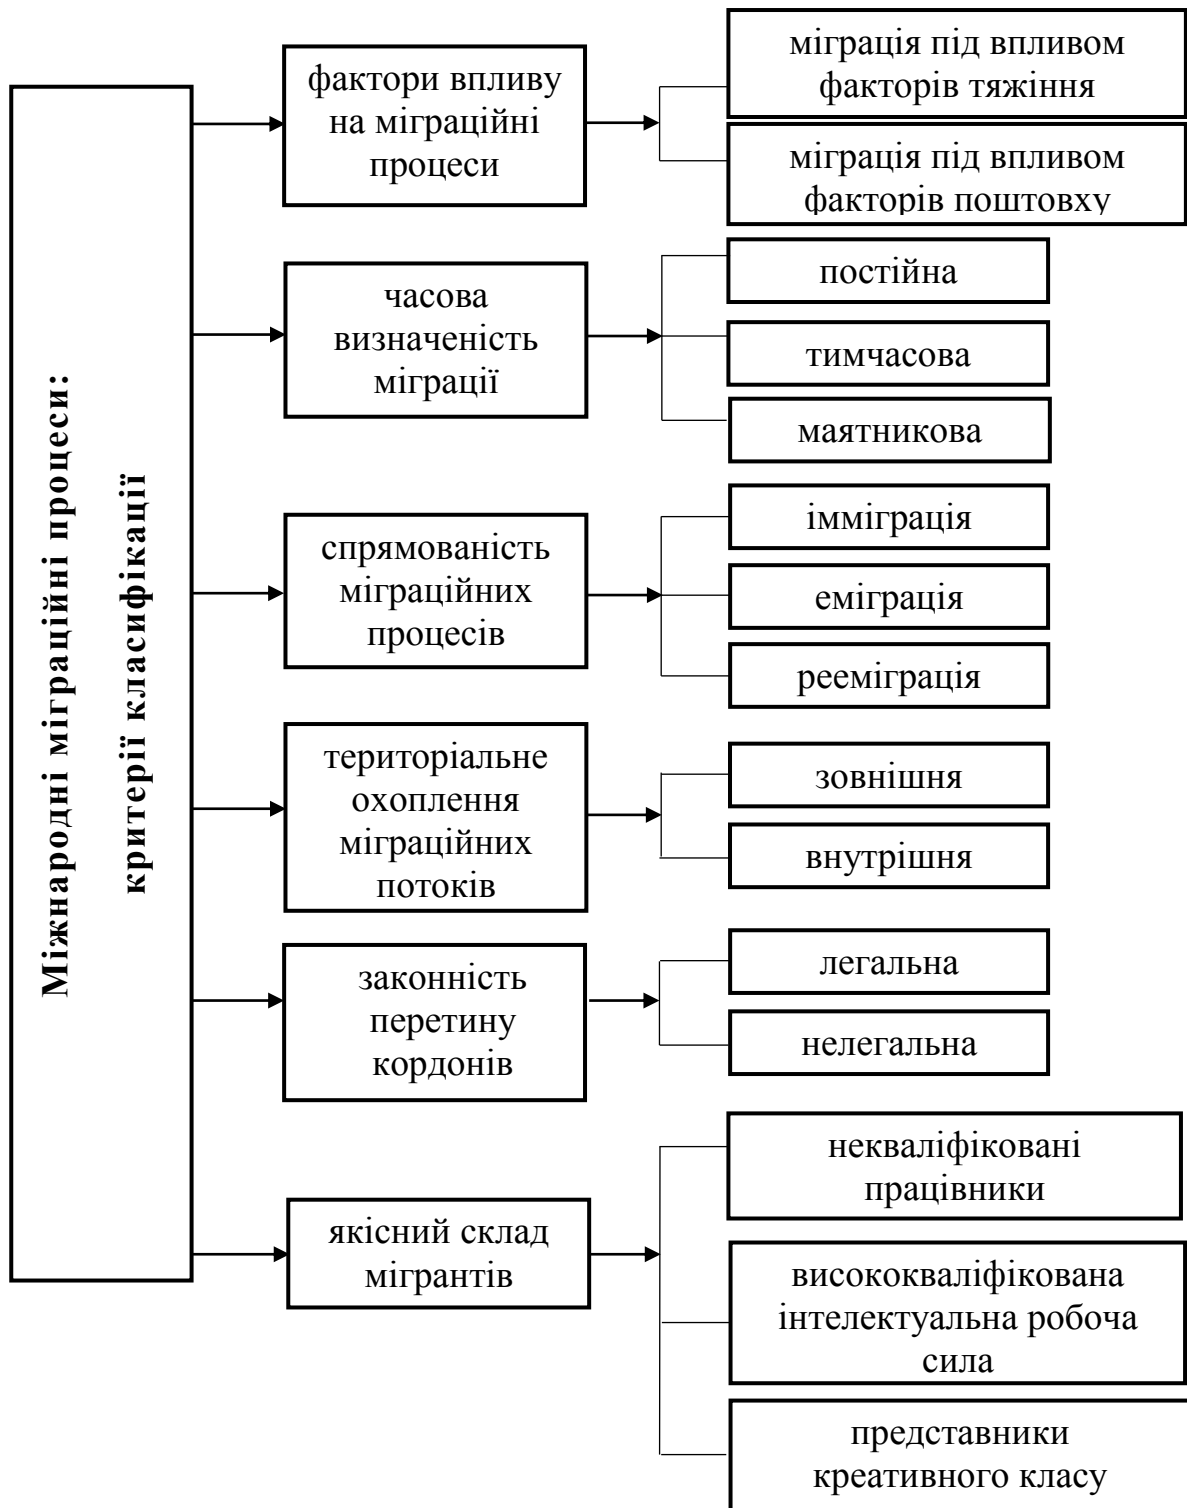 Міжнародні міграційні процеси:
критерії класифікації
фактори впливу
на міграційні
процеси
міграція під впливом
факторів тяжіння
міграція під впливом
факторів поштовху
часова
визначеність
міграції
постійна
тимчасова
маятникова
спрямованість
міграційних
процесів
імміграція
еміграція
рееміграція
територіальне
охоплення
міграційних
потоків
зовнішня
внутрішня
законність
перетину
кордонів
легальна
нелегальна
якісний склад
мігрантів
некваліфіковані
працівники
висококваліфікована
інтелектуальна робоча
сила
представники
креативного класу